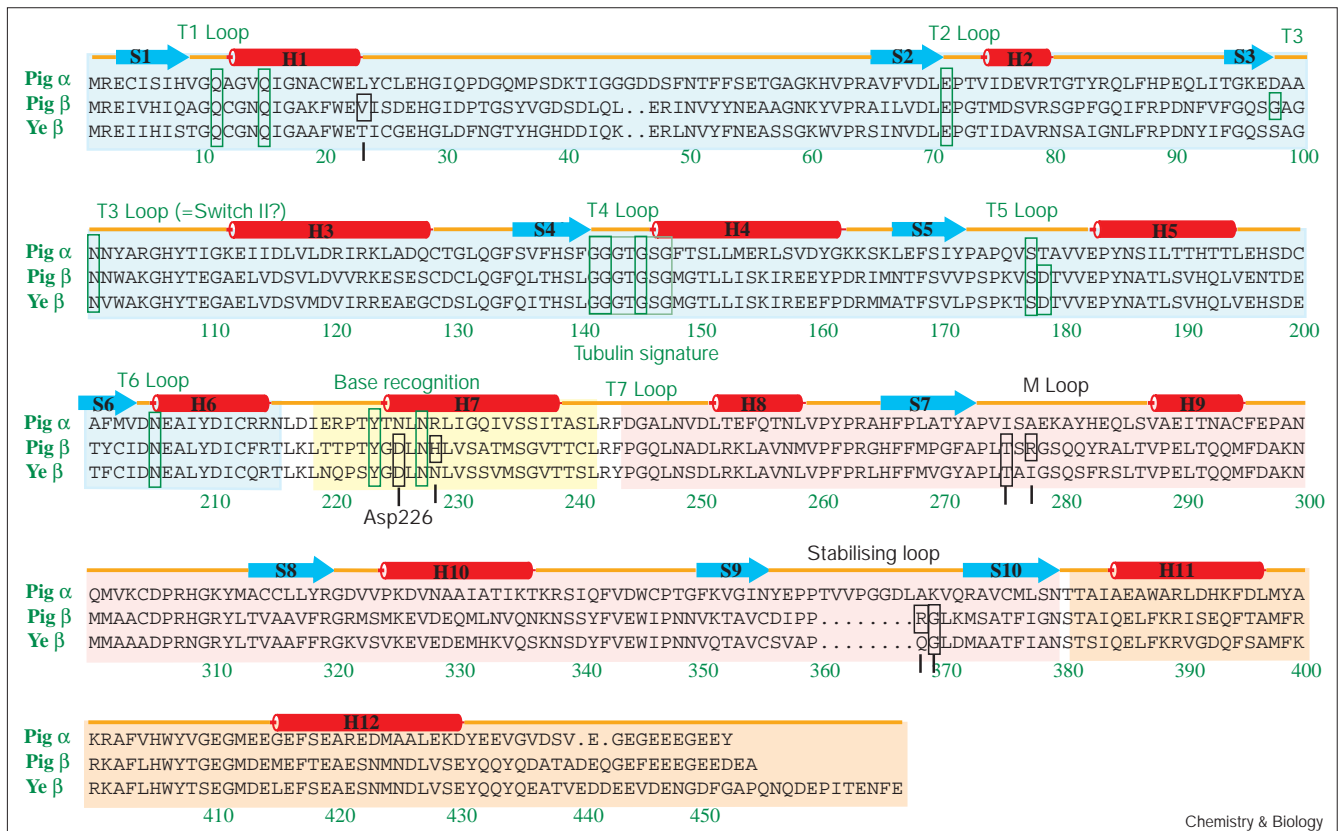 T1 Loop T2 Loop T3
S1 H1 S2 H2 S3
Pig α MRECISIHVGQAGVQIGNACWELYCLEHGIQPDGQMPSDKTIGGGDDSFNTFFSETGAGKHVPRAVFVDLEPTVIDEVRTGTYRQLFHPEQLITGKEDAA
Pig β MREIVHIQAGQCGNQIGAKFWEVISDEHGIDPTGSYVGDSDLQL..ERINVYYNEAAGNKYVPRAILVDLEPGTMDSVRSGPFGQIFRPDNFVFGQSGAG
Ye β MREIIHISTGQCGNQIGAAFWETICGEHGLDFNGTYHGHDDIQK..ERLNVYFNEASSGKWVPRSINVDLEPGTIDAVRNSAIGNLFRPDNYIFGQSSAG
10 20 30 40 50 60 70 80 90 100
T3 Loop (=Switch II?) T4 Loop T5 Loop
H3 S4 H4 S5 H5
Pig α NNYARGHYTIGKEIIDLVLDRIRKLADQCTGLQGFSVFHSFGGGTGSGFTSLLMERLSVDYGKKSKLEFSIYPAPQVSTAVVEPYNSILTTHTTLEHSDC
Pig β NNWAKGHYTEGAELVDSVLDVVRKESESCDCLQGFQLTHSLGGGTGSGMGTLLISKIREEYPDRIMNTFSVVPSPKVSDTVVEPYNATLSVHQLVENTDE
Ye β NVWAKGHYTEGAELVDSVMDVIRREAEGCDSLQGFQITHSLGGGTGSGMGTLLISKIREEFPDRMMATFSVLPSPKTSDTVVEPYNATLSVHQLVEHSDE
110 120 130 140 150 160 170 180 190 200
Tubulin signature
T6 Loop Base recognition T7 Loop M Loop
S6 H6 H7 H8 S7 H9
Pig α AFMVDNEAIYDICRRNLDIERPTYTNLNRLIGQIVSSITASLRFDGALNVDLTEFQTNLVPYPRAHFPLATYAPVISAEKAYHEQLSVAEITNACFEPAN
Pig β TYCIDNEALYDICFRTLKLTTPTYGDLNHLVSATMSGVTTCLRFPGQLNADLRKLAVNMVPFPRGHFFMPGFAPLTSRGSQQYRALTVPELTQQMFDAKN
Ye β TFCIDNEALYDICQRTLKLNQPSYGDLNNLVSSVMSGVTTSLRYPGQLNSDLRKLAVNLVPFPRLHFFMVGYAPLTAIGSQSFRSLTVPELTQQMFDAKN
210 220 230 240 250 260 270 280 290 300
Asp226
Stabilising loop
S8 H10 S9 S10 H11
Pig α QMVKCDPRHGKYMACCLLYRGDVVPKDVNAAIATIKTKRSIQFVDWCPTGFKVGINYEPPTVVPGGDLAKVQRAVCMLSNTTAIAEAWARLDHKFDLMYA
Pig β MMAACDPRHGRYLTVAAVFRGRMSMKEVDEQMLNVQNKNSSYFVEWIPNNVKTAVCDIPP........RGLKMSATFIGNSTAIQELFKRISEQFTAMFR
Ye β MMAAADPRNGRYLTVAAFFRGKVSVKEVEDEMHKVQSKNSDYFVEWIPNNVQTAVCSVAP........QGLDMAATFIANSTSIQELFKRVGDQFSAMFK
310 320 330 340 350 360 370 380 390 400
H12
Pig α KRAFVHWYVGEGMEEGEFSEAREDMAALEKDYEEVGVDSV.E.GEGEEEGEEY
Pig β RKAFLHWYTGEGMDEMEFTEAESNMNDLVSEYQQYQDATADEQGEFEEEGEEDEA
Ye β RKAFLHWYTSEGMDELEFSEAESNMNDLVSEYQQYQEATVEDDEEVDENGDFGAPQNQDEPITENFE
410 420 430 440 450
Chemistry & Biology